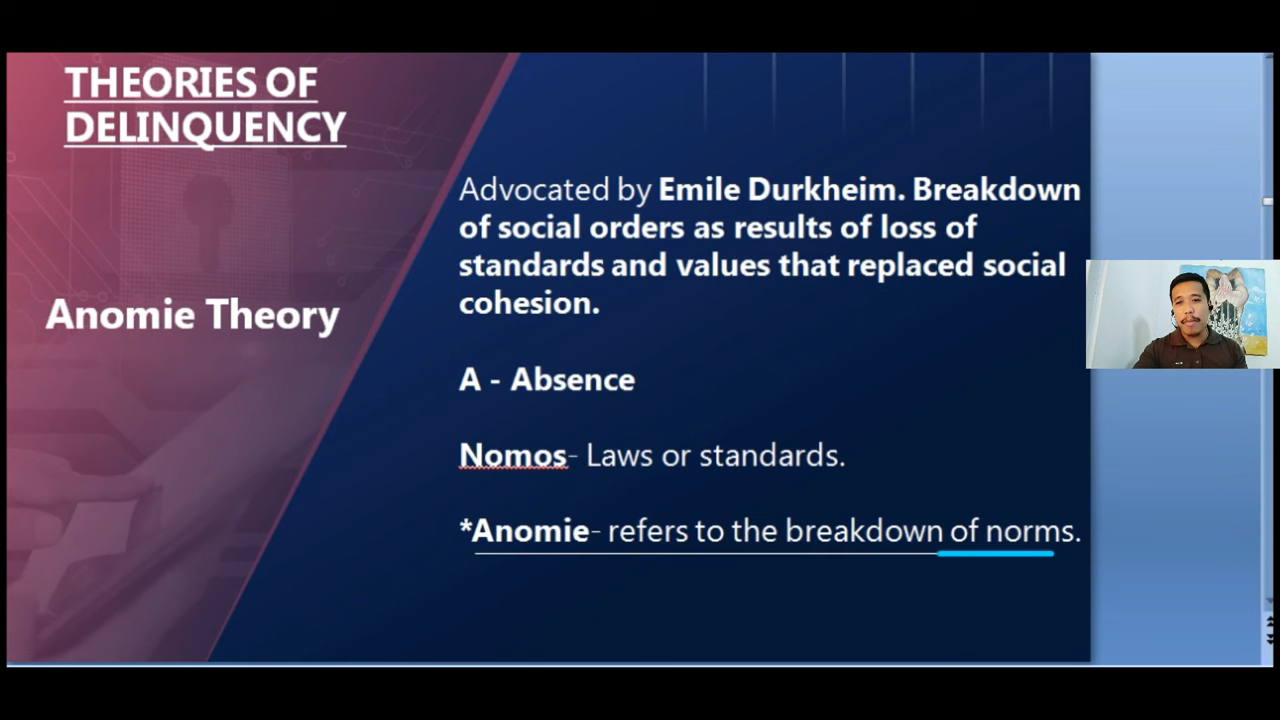 THEORIES OF
DELINQUENCY
Anomie Theory
Advocated by Emile Durkheim. Breakdown
of social orders as results of loss of
standards and values that replaced social
cohesion.
A - Absence
Nomos- Laws or standards.
*Anomie- refers to the breakdown of norms.